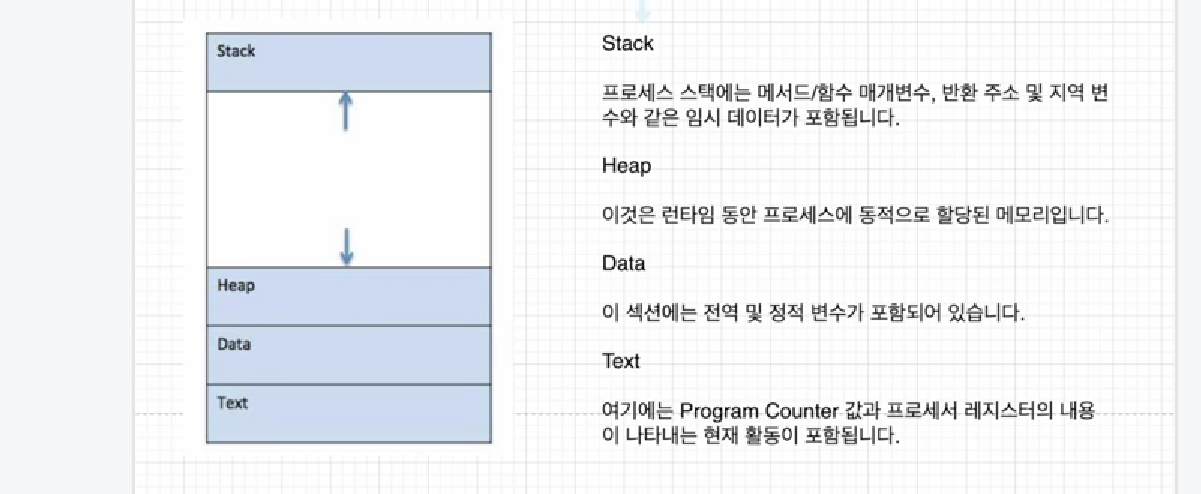 Stack
Heap
Data
Text
Stack
프로세스 스택에는 메서드/함수 매개변수, 반환 주소 및 지역 변
수와 같은 임시 데이터가 포함됩니다.
Heap
이것은 런타임 동안 프로세스에 동적으로 할당된 메모리입니다.
Data
이 섹션에는 전역 및 정적 변수가 포함되어 있습니다.
Text
여기에는 Program Counter 값과 프로세서 레지스터의 내용
이 나타내는 현재 활동이 포함됩니다.